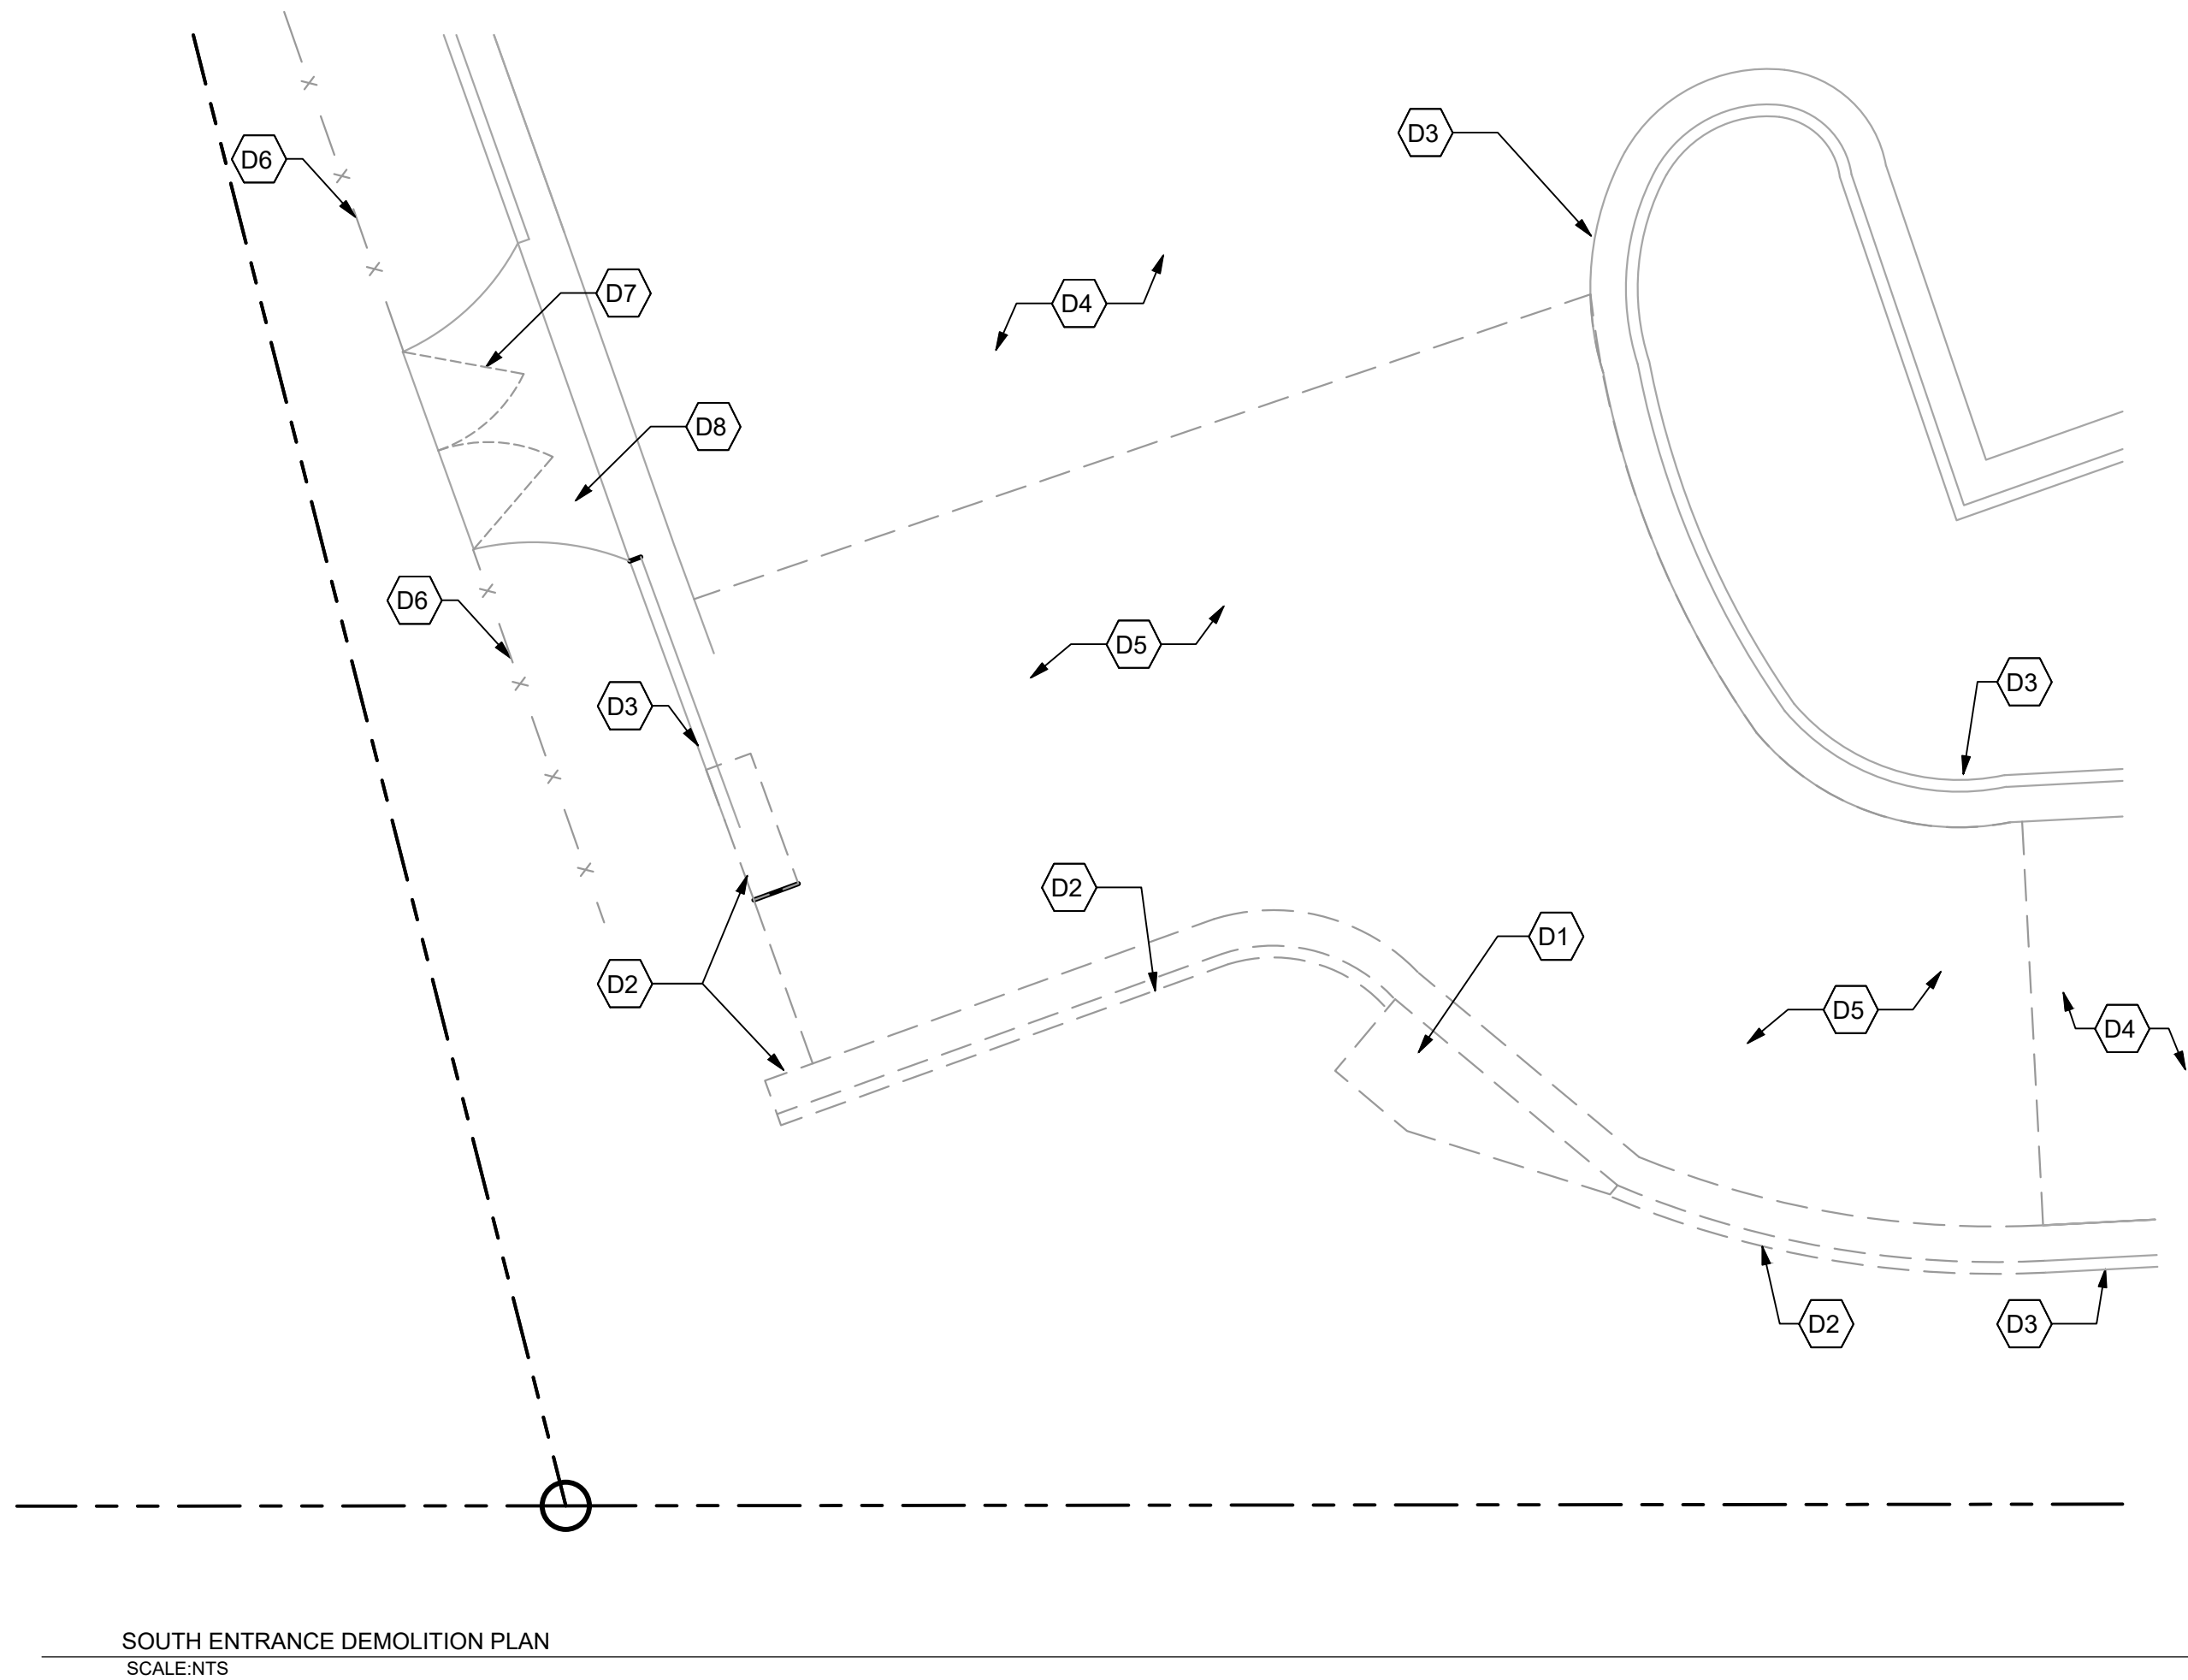 D3
D6
D7
D4
D8
D6
D5
D3
D3
D2
D1
D2
D5
D4
D2
D3
SOUTH ENTRANCE DEMOLITION PLAN
SCALE:NTS